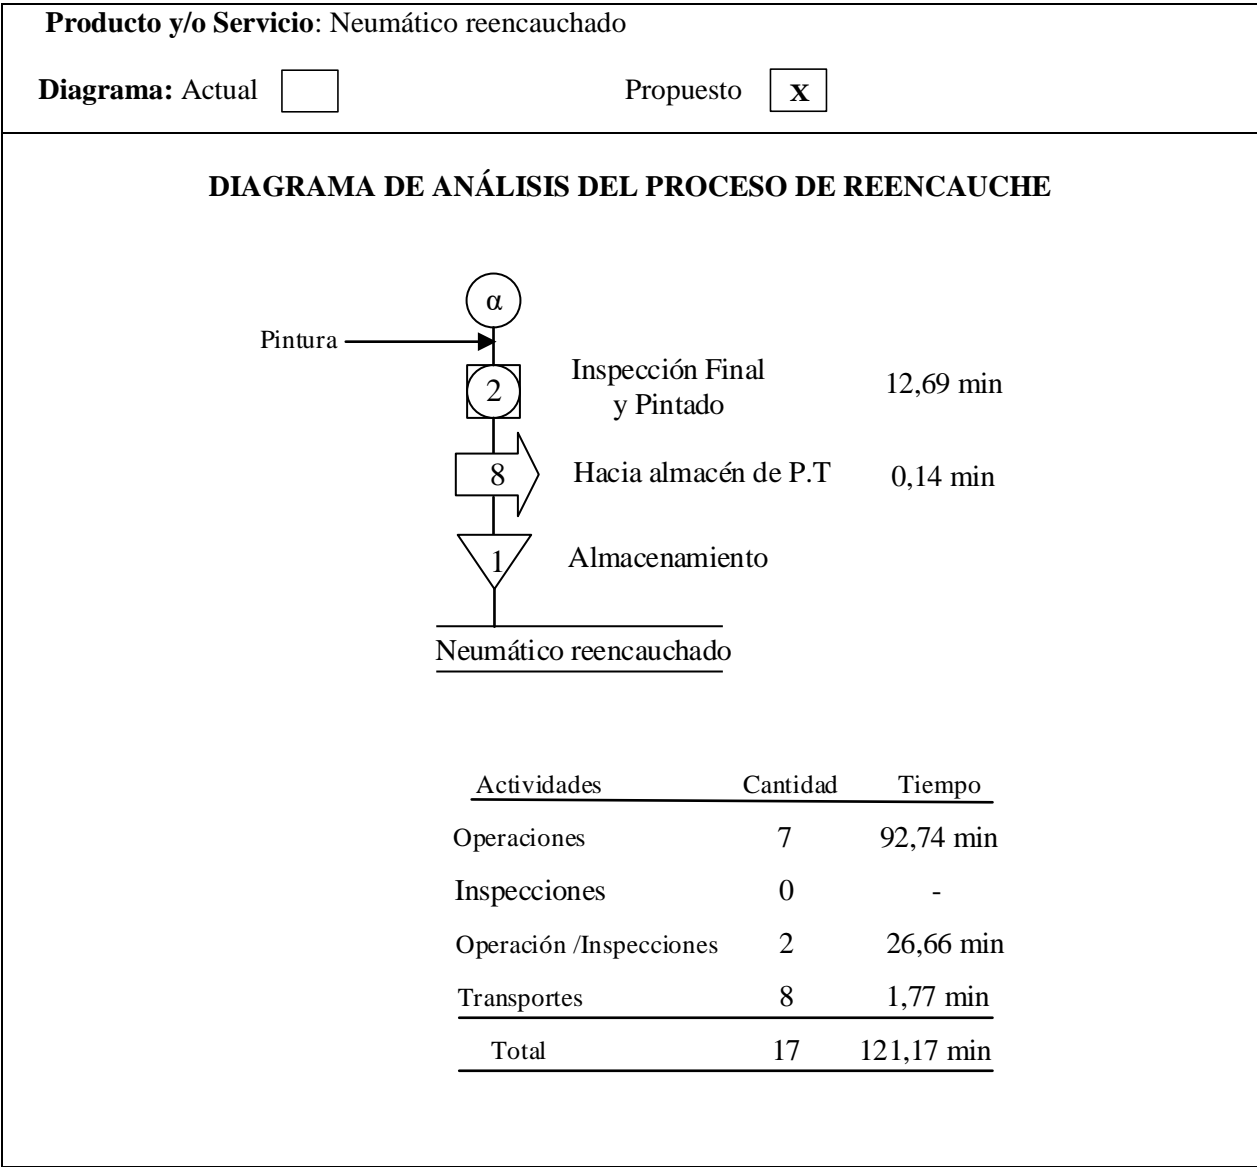 Producto y/o Servicio: Neumático reencauchado
Diagrama: Actual Propuesto X
DIAGRAMA DE ANÁLISIS DEL PROCESO DE REENCAUCHE
α
Pintura
2 Inspección Final y Pintado 12,69 min
8 Hacia almacén de P.T 0,14 min
1 Almacenamiento
Neumático reencauchado
Actividades Cantidad Tiempo
Operaciones 7 92,74 min
Inspecciones 0 -
Operación /Inspecciones 2 26,66 min
Transportes 8 1,77 min
Total 17 121,17 min